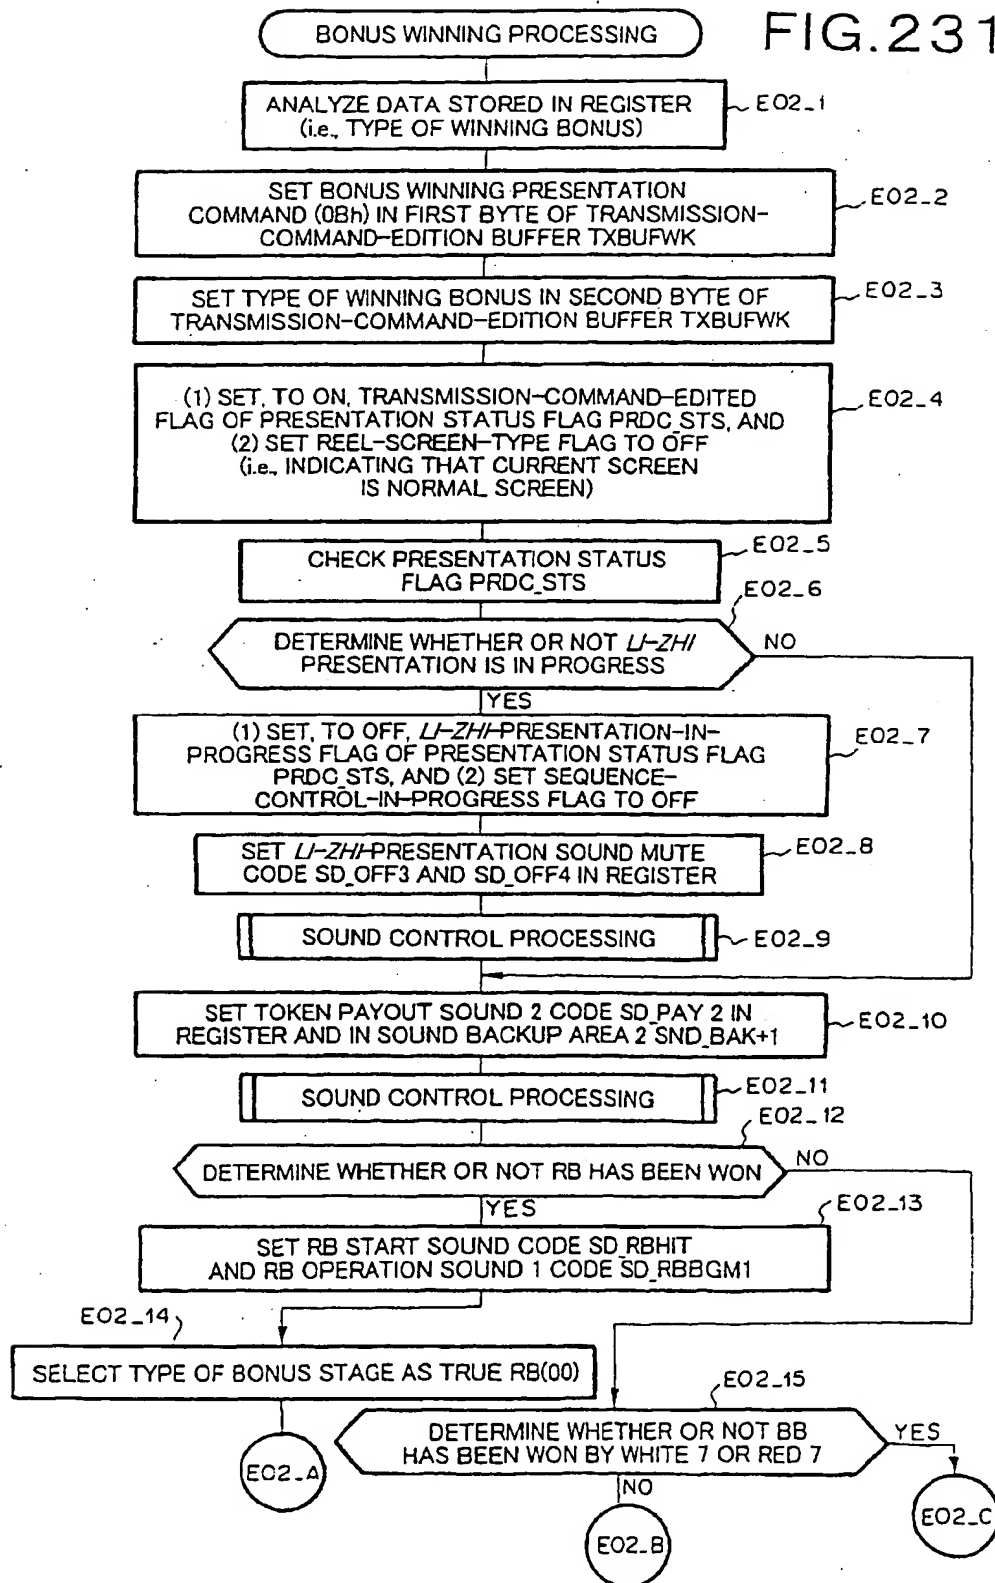 FIG.231
BONUS WINNING PROCESSING
ANALYZE DATA STORED IN REGISTER
(i.e., TYPE OF WINNING BONUS)
E02_1
SET BONUS WINNING PRESENTATION
COMMAND (0Bh) IN FIRST BYTE OF TRANSMISSION-
COMMAND-EDITION BUFFER TXBUFWK
E02_2
SET TYPE OF WINNING BONUS IN SECOND BYTE OF
TRANSMISSION-COMMAND-EDITION BUFFER TXBUFWK
E02_3
(1) SET, TO ON, TRANSMISSION-COMMAND-EDITED
FLAG OF PRESENTATION STATUS FLAG PRDC_STS, AND
(2) SET REEL-SCREEN-TYPE FLAG TO OFF
(i.e., INDICATING THAT CURRENT SCREEN
IS NORMAL SCREEN)
E02_4
CHECK PRESENTATION STATUS
FLAG PRDC_STS
E02_5
DETERMINE WHETHER OR NOT LI-ZHI
PRESENTATION IS IN PROGRESS
E02_6
NO
YES
(1) SET, TO OFF, LI-ZHI-PRESENTATION-IN-
PROGRESS FLAG OF PRESENTATION STATUS FLAG
PRDC_STS, AND (2) SET SEQUENCE-
CONTROL-IN-PROGRESS FLAG TO OFF
E02_7
SET LI-ZHI-PRESENTATION SOUND MUTE
CODE SD_OFF3 AND SD_OFF4 IN REGISTER
E02_8
SOUND CONTROL PROCESSING
E02_9
SET TOKEN PAYOUT SOUND 2 CODE SD_PAY 2 IN
REGISTER AND IN SOUND BACKUP AREA 2 SND_BAK+1
E02_10
SOUND CONTROL PROCESSING
E02_11
E02_12
DETERMINE WHETHER OR NOT RB HAS BEEN WON
NO
YES
E02_13
SET RB START SOUND CODE SD_RBHIT
AND RB OPERATION SOUND 1 CODE SD_RBBGM1
E02_14
SELECT TYPE OF BONUS STAGE AS TRUE RB(00)
E02_15
DETERMINE WHETHER OR NOT BB
HAS BEEN WON BY WHITE 7 OR RED 7
YES
NO
E02_A
E02_B
E02_C